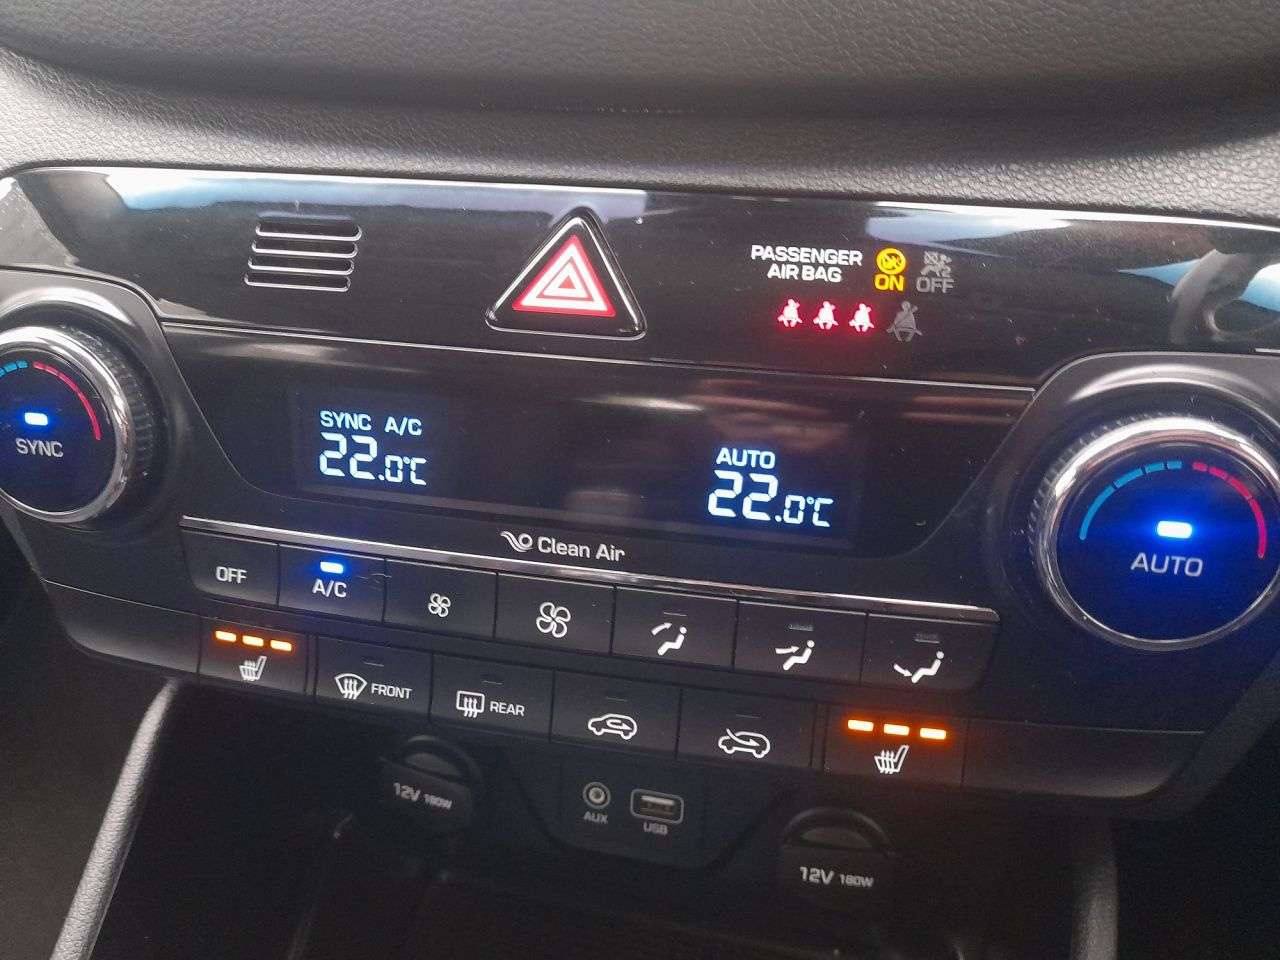 PASSENGER
AIR BAG
ON
OFF
SYNC A/C
22.0°C
AUTO
22.0°C
SYNC
AUTO
Clean Air
OFF
A/C
FRONT
REAR
12V 180W
AUX
USB
12V 180W